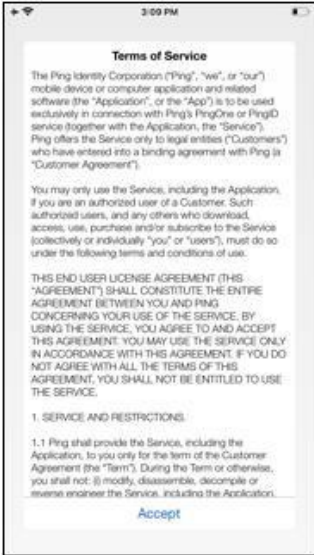 3:09 PM
Terms of Service
The Ping Identity Corporation ("Ping", "we", or "our")
mobile device or computer application and related
software (the "Application", or the "App") is to be used
exclusively in connection with Ping's PingOne or PingID
service (together with the Application, the "Service").
Ping offers the Service only to legal entities ("Customers")
who have entered into a binding agreement with Ping (a
"Customer Agreement").
You may only use the Service, including the Application,
if you are an authorized user of a Customer. Such
authorized users, and any others who download,
access, use, purchase and/or subscribe to the Service
(collectively or individually "you" or "users"), must do so
under the following terms and conditions of use.
THIS END USER LICENSE AGREEMENT (THIS
"AGREEMENT") SHALL CONSTITUTE THE ENTIRE
AGREEMENT BETWEEN YOU AND PING
CONCERNING YOUR USE OF THE SERVICE. BY
USING THE SERVICE, YOU AGREE TO AND ACCEPT
THIS AGREEMENT. YOU MAY USE THE SERVICE ONLY
IN ACCORDANCE WITH THIS AGREEMENT. IF YOU DO
NOT AGREE WITH ALL THE TERMS OF THIS
AGREEMENT, YOU SHALL NOT BE ENTITLED TO USE
THE SERVICE.
1. SERVICE AND RESTRICTIONS.
1.1 Ping shall provide the Service, including the
Application, to you only for the term of the Customer
Agreement (the "Term"). During the Term or otherwise,
you shall not: (i) modify, disassemble, decompile or
reverse engineer the Service, including the Application,
Accept